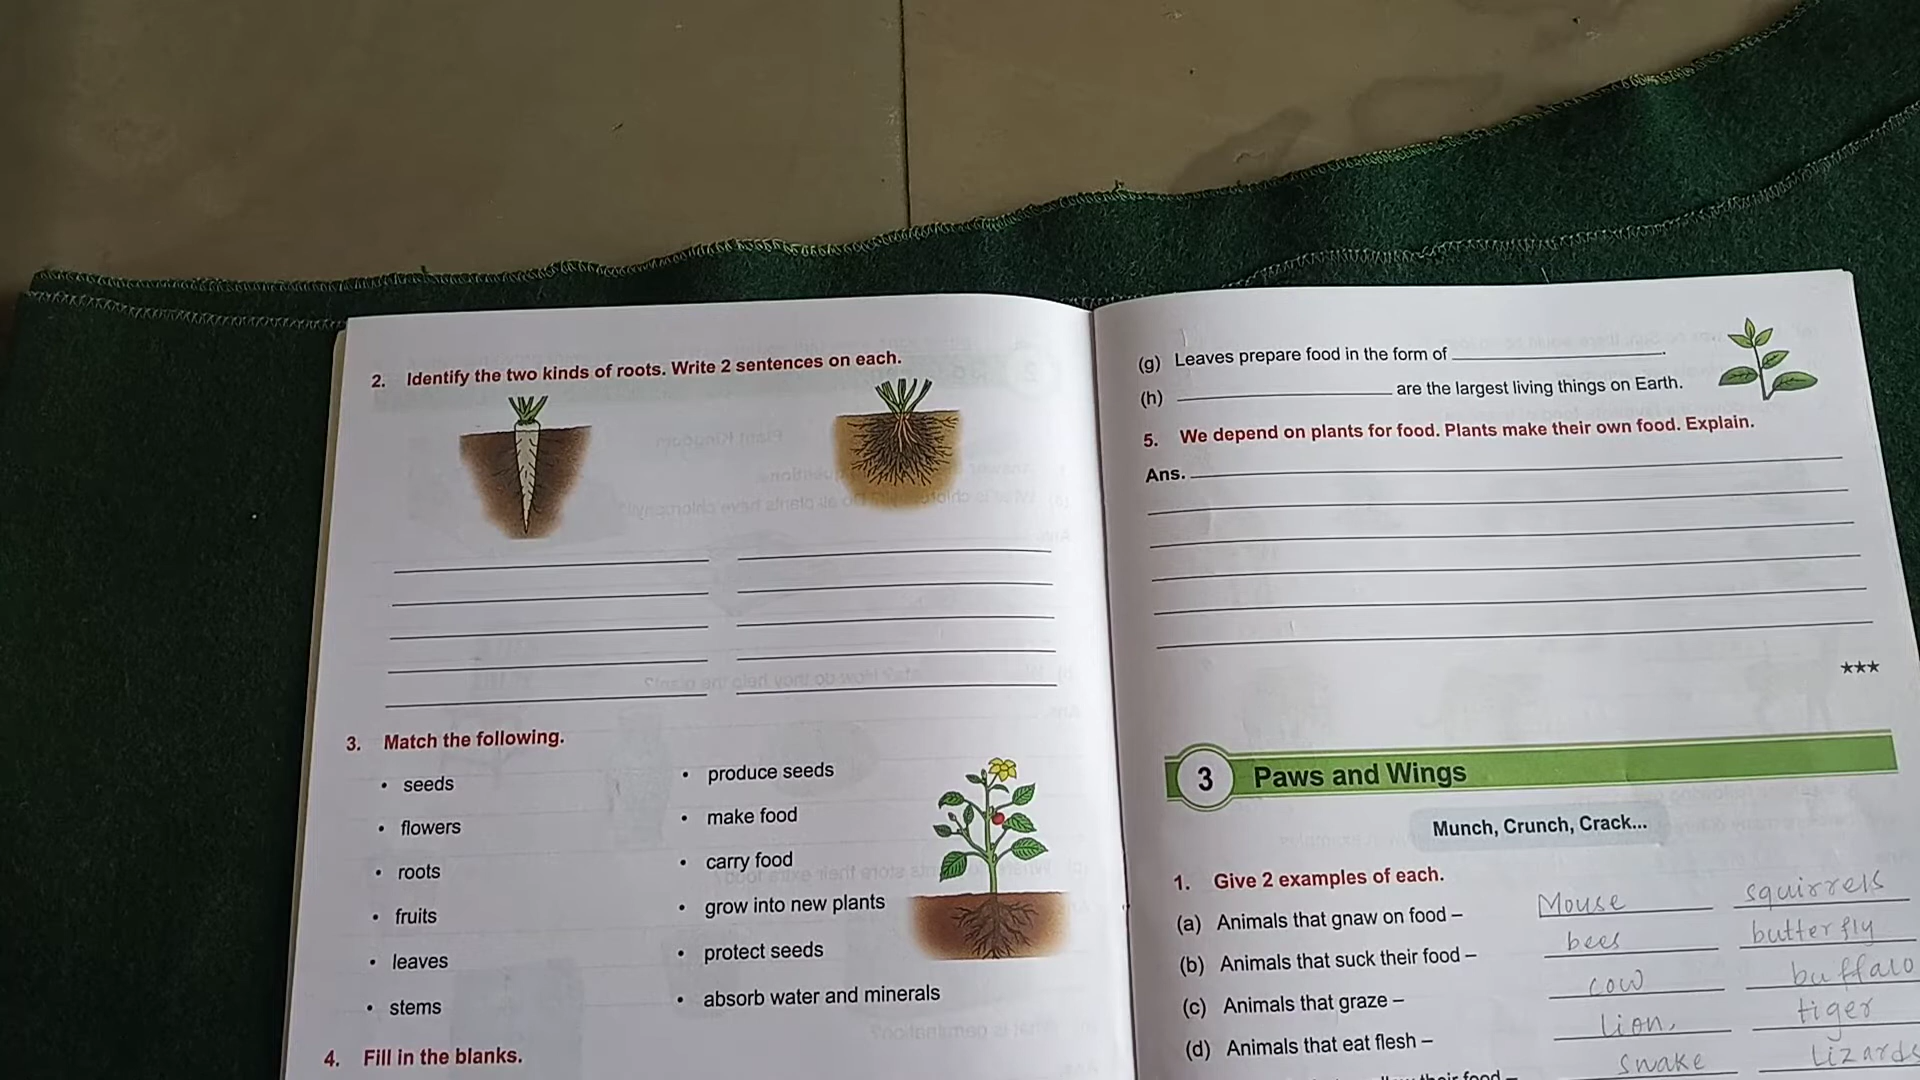 2. Identify the two kinds of roots. Write 2 sentences on each.
3. Match the following.
• seeds • produce seeds
• flowers • make food
• roots • carry food
• fruits • grow into new plants
• leaves • protect seeds
• stems • absorb water and minerals
4. Fill in the blanks.
(g) Leaves prepare food in the form of ____________.
(h) ____________ are the largest living things on Earth.
5. We depend on plants for food. Plants make their own food. Explain.
Ans.
***
3 Paws and Wings
Munch, Crunch, Crack...
1. Give 2 examples of each.
(a) Animals that gnaw on food – Mouse squirrels
(b) Animals that suck their food – bees butterfly
(c) Animals that graze – cow buffalo
(d) Animals that eat flesh – lion, tiger
their food – snake Lizards